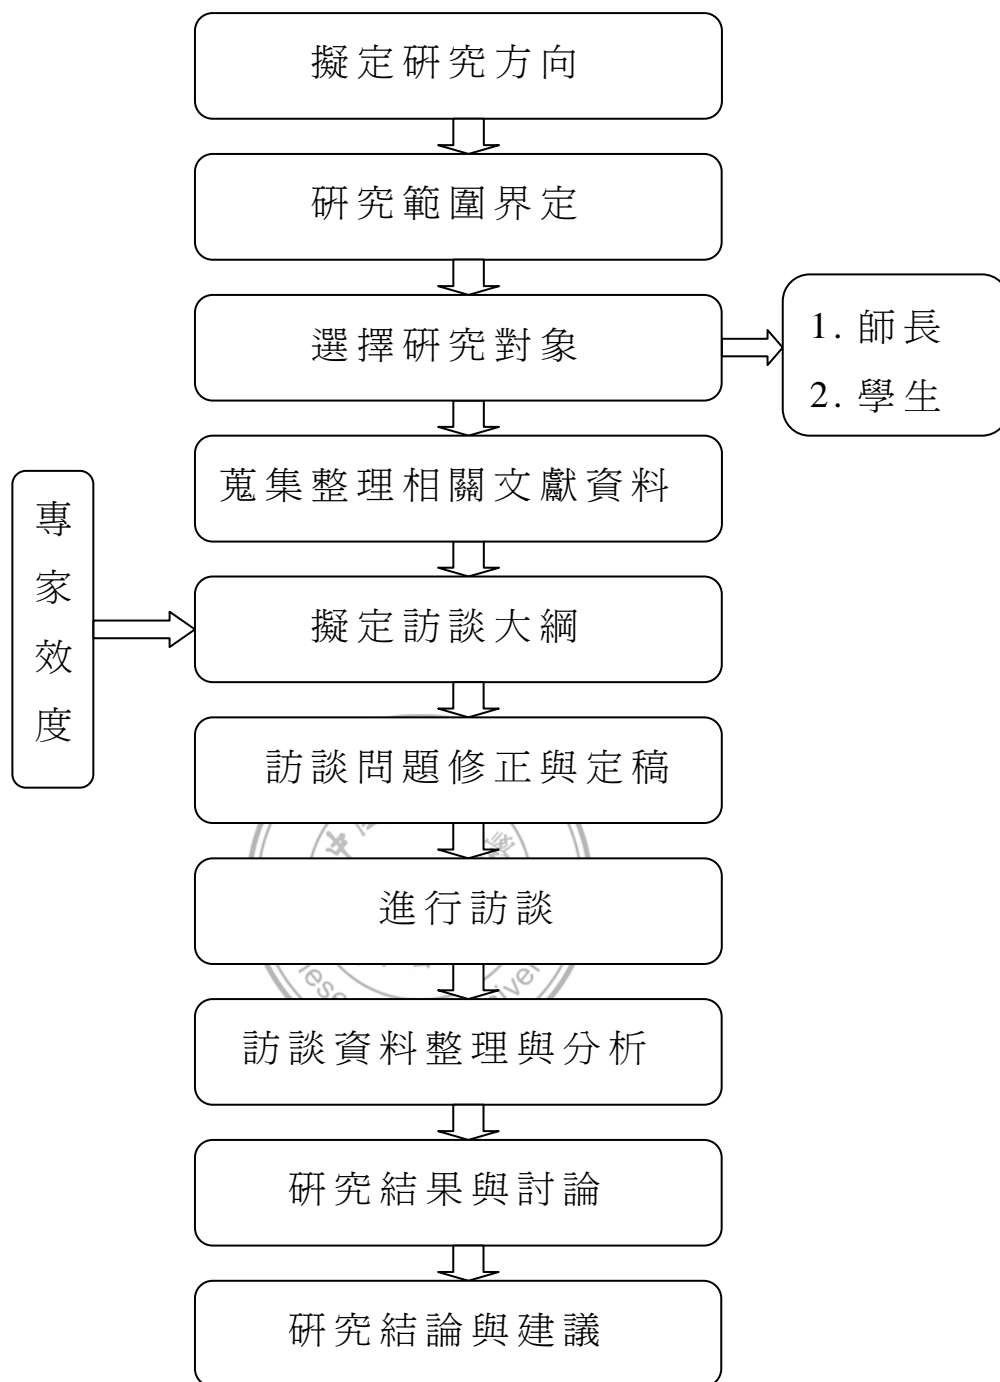 擬定研究方向
研究範圍界定
選擇研究對象
1. 師長
2. 學生
蒐集整理相關文獻資料
專家效度
擬定訪談大綱
訪談問題修正與定稿
進行訪談
訪談資料整理與分析
研究結果與討論
研究結論與建議